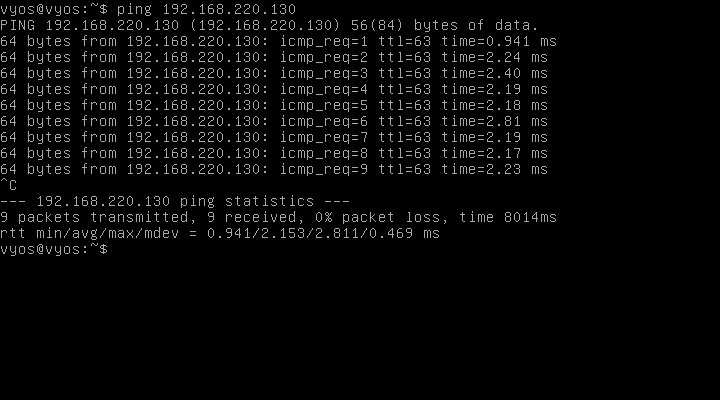 vyos@vyos:~$ ping 192.168.220.130
PING 192.168.220.130 (192.168.220.130) 56(84) bytes of data.
64 bytes from 192.168.220.130: icmp_req=1 ttl=63 time=0.941 ms
64 bytes from 192.168.220.130: icmp_req=2 ttl=63 time=2.24 ms
64 bytes from 192.168.220.130: icmp_req=3 ttl=63 time=2.40 ms
64 bytes from 192.168.220.130: icmp_req=4 ttl=63 time=2.19 ms
64 bytes from 192.168.220.130: icmp_req=5 ttl=63 time=2.18 ms
64 bytes from 192.168.220.130: icmp_req=6 ttl=63 time=2.81 ms
64 bytes from 192.168.220.130: icmp_req=7 ttl=63 time=2.19 ms
64 bytes from 192.168.220.130: icmp_req=8 ttl=63 time=2.17 ms
64 bytes from 192.168.220.130: icmp_req=9 ttl=63 time=2.23 ms
^C
--- 192.168.220.130 ping statistics ---
9 packets transmitted, 9 received, 0% packet loss, time 8014ms
rtt min/avg/max/mdev = 0.941/2.153/2.811/0.469 ms
vyos@vyos:~$